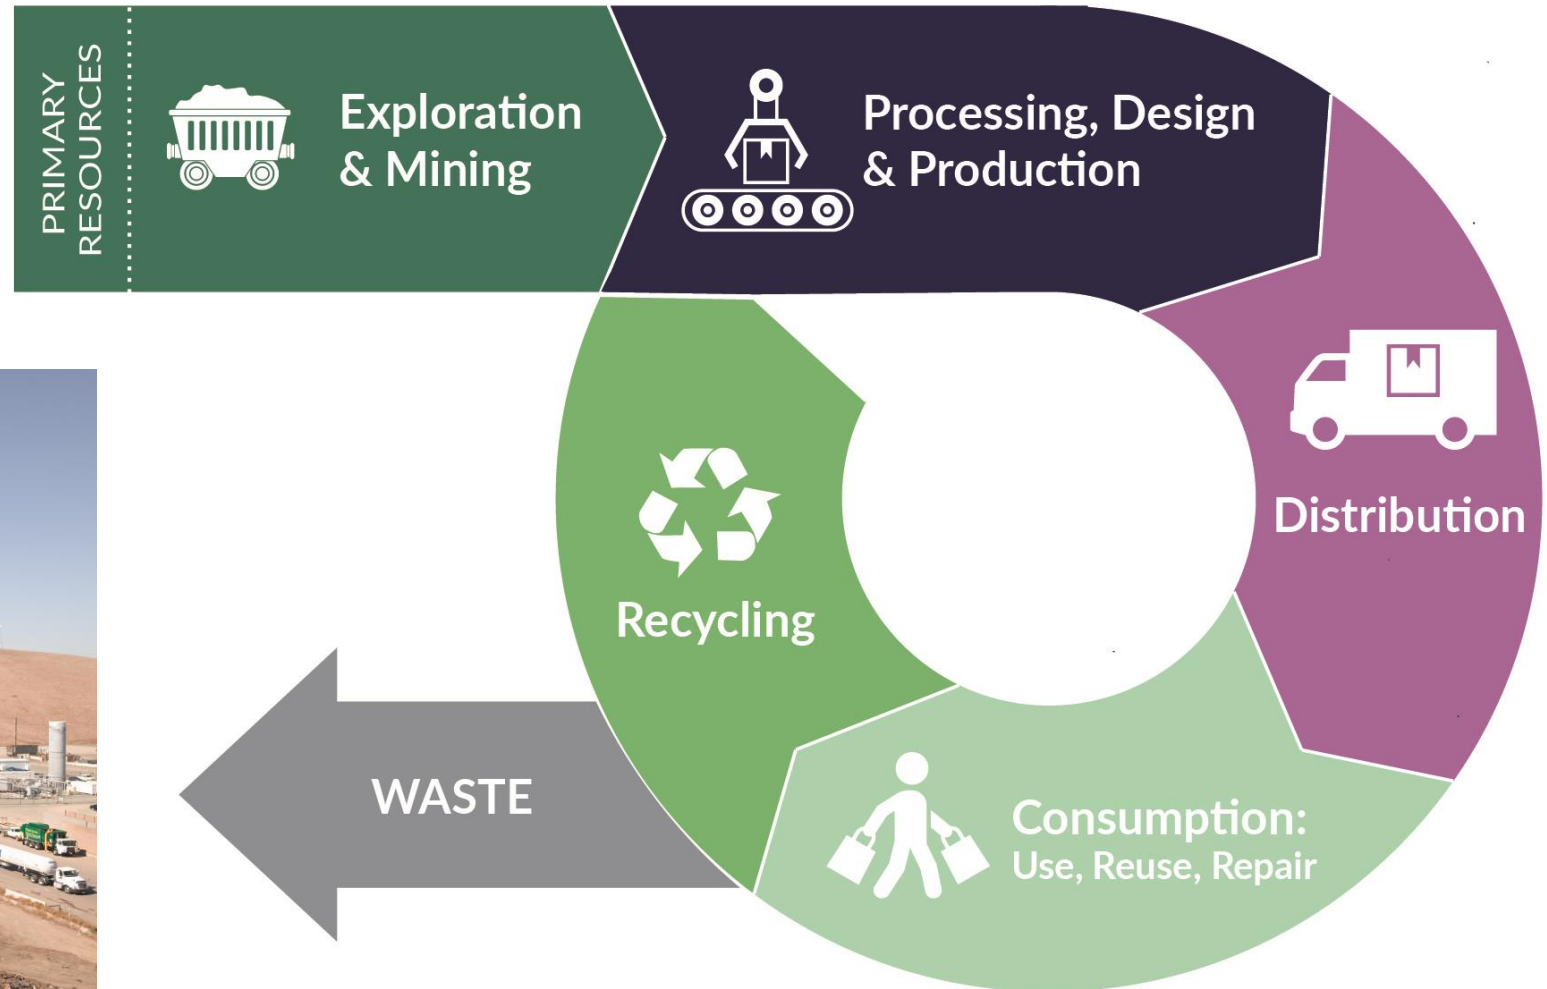 PRIMARY
RESOURCES
Exploration
& Mining
Processing, Design
& Production
Distribution
Consumption:
Use, Reuse, Repair
Recycling
WASTE